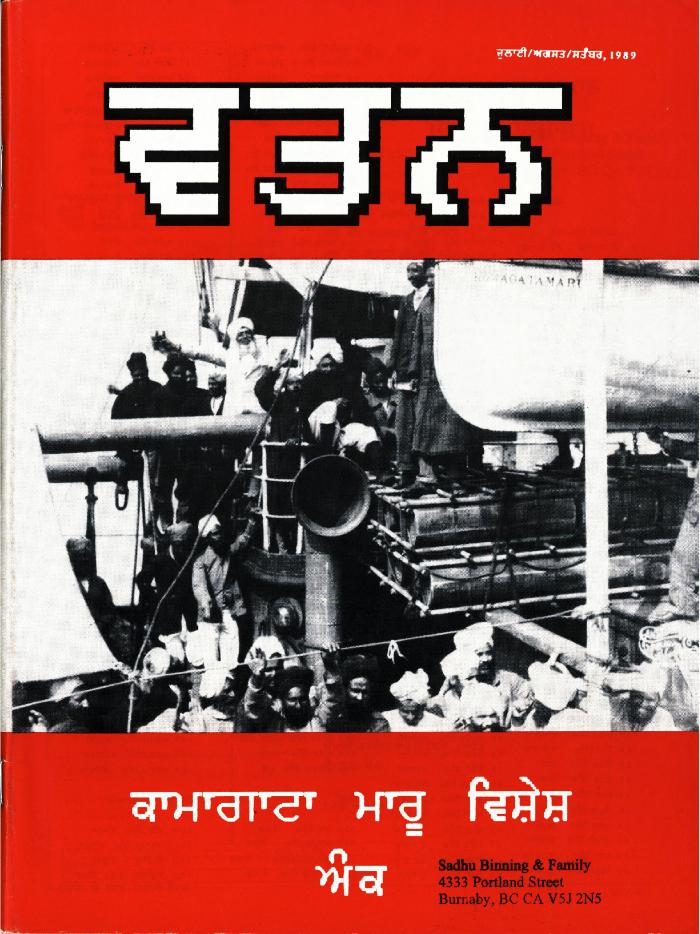 ਜੁਲਾਈ/ਅਗਸਤ/ਸਤੰਬਰ, 1989
ਵਤਨ
ਕਾਮਾਗਾਟਾ ਮਾਰੂ ਵਿਸ਼ੇਸ਼
ਅੰਕ
Sadhu Binning & Family
4333 Portland Street
Burnaby, BC CA V5J 2N5